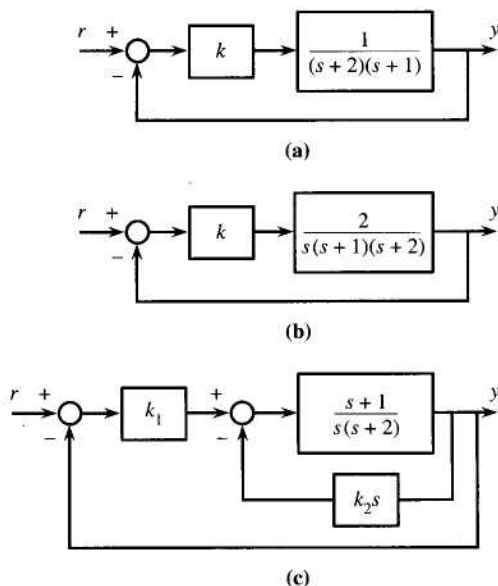 r + − k 1/((s + 2)(s + 1)) y
(a)
r + − k 2/(s(s + 1)(s + 2)) y
(b)
r + − k₁ + − (s + 1)/(s(s + 2)) y
k₂s
(c)